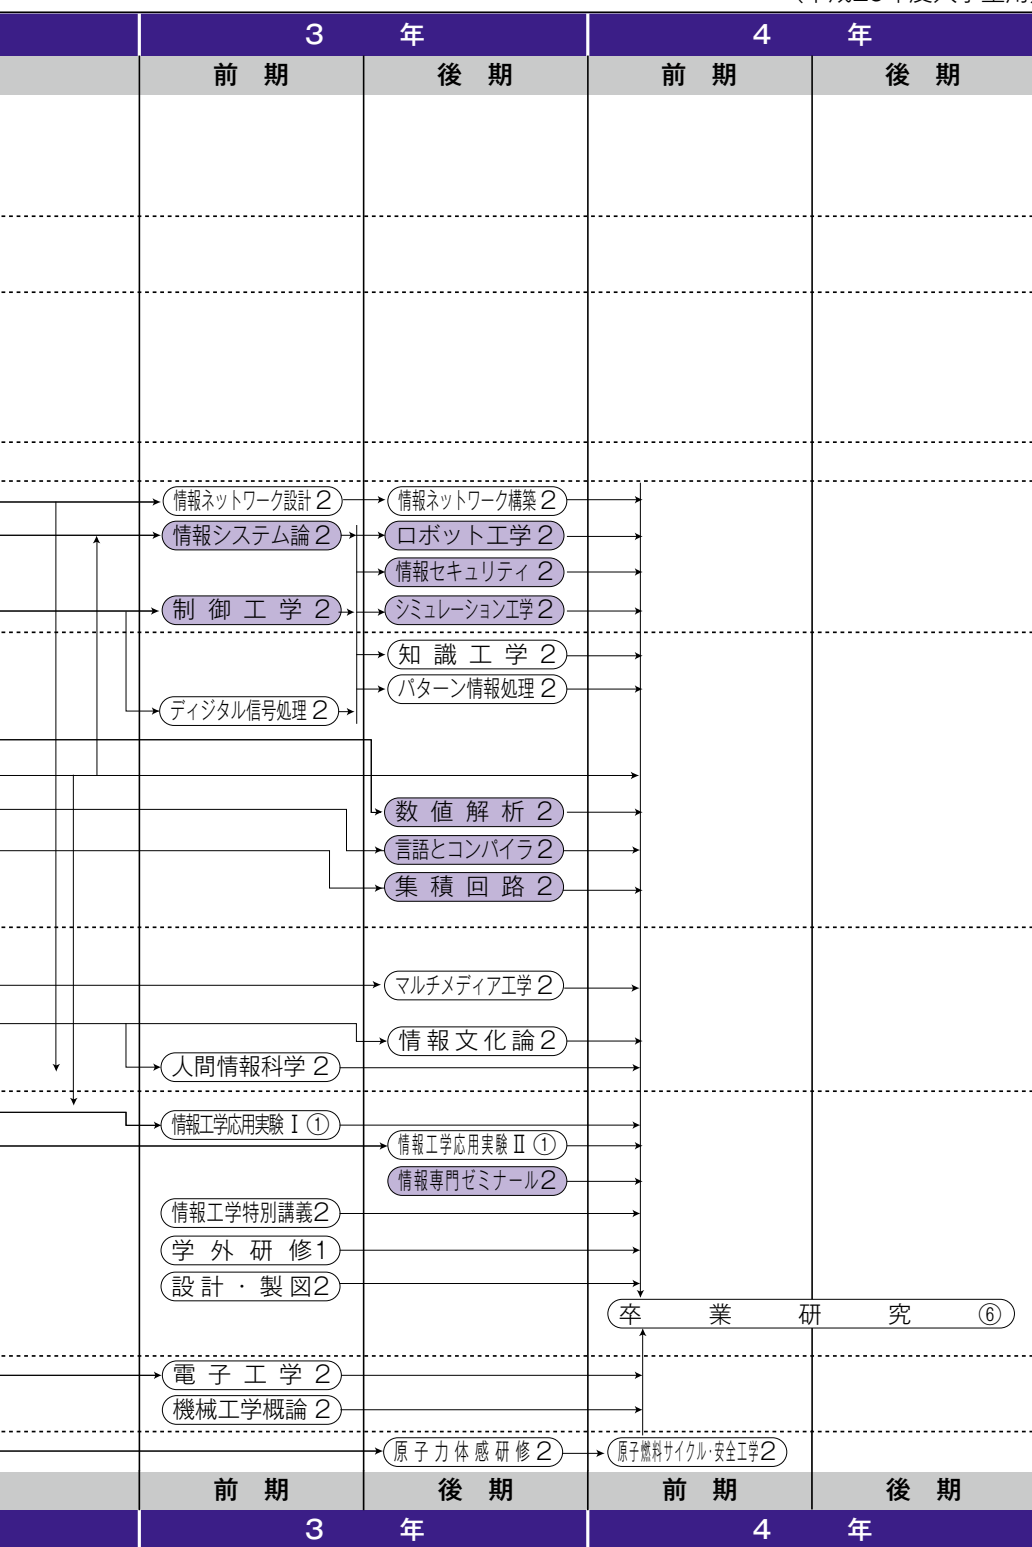 3 年 4 年
前 期 後 期 前 期 後 期
情報ネットワーク設計 2 情報ネットワーク構築 2
情報システム論 2 ロボット工学 2
情報セキュリティ 2
制 御 工 学 2 シミュレーション工学 2
知 識 工 学 2
パターン情報処理 2
ディジタル信号処理 2
数 値 解 析 2
言語とコンパイラ 2
集 積 回 路 2
マルチメディア工学 2
情報文化論 2
人間情報科学 2
情報工学応用実験Ⅰ ①
情報工学応用実験Ⅱ ①
情報専門ゼミナール 2
情報工学特別講義2
学 外 研 修1
設計・製図2
卒 業 研 究 ⑥
電 子 工 学 2
機械工学概論 2
原子力体感研修 2 原子燃料サイクル・安全工学2
前 期 後 期 前 期 後 期
3 年 4 年